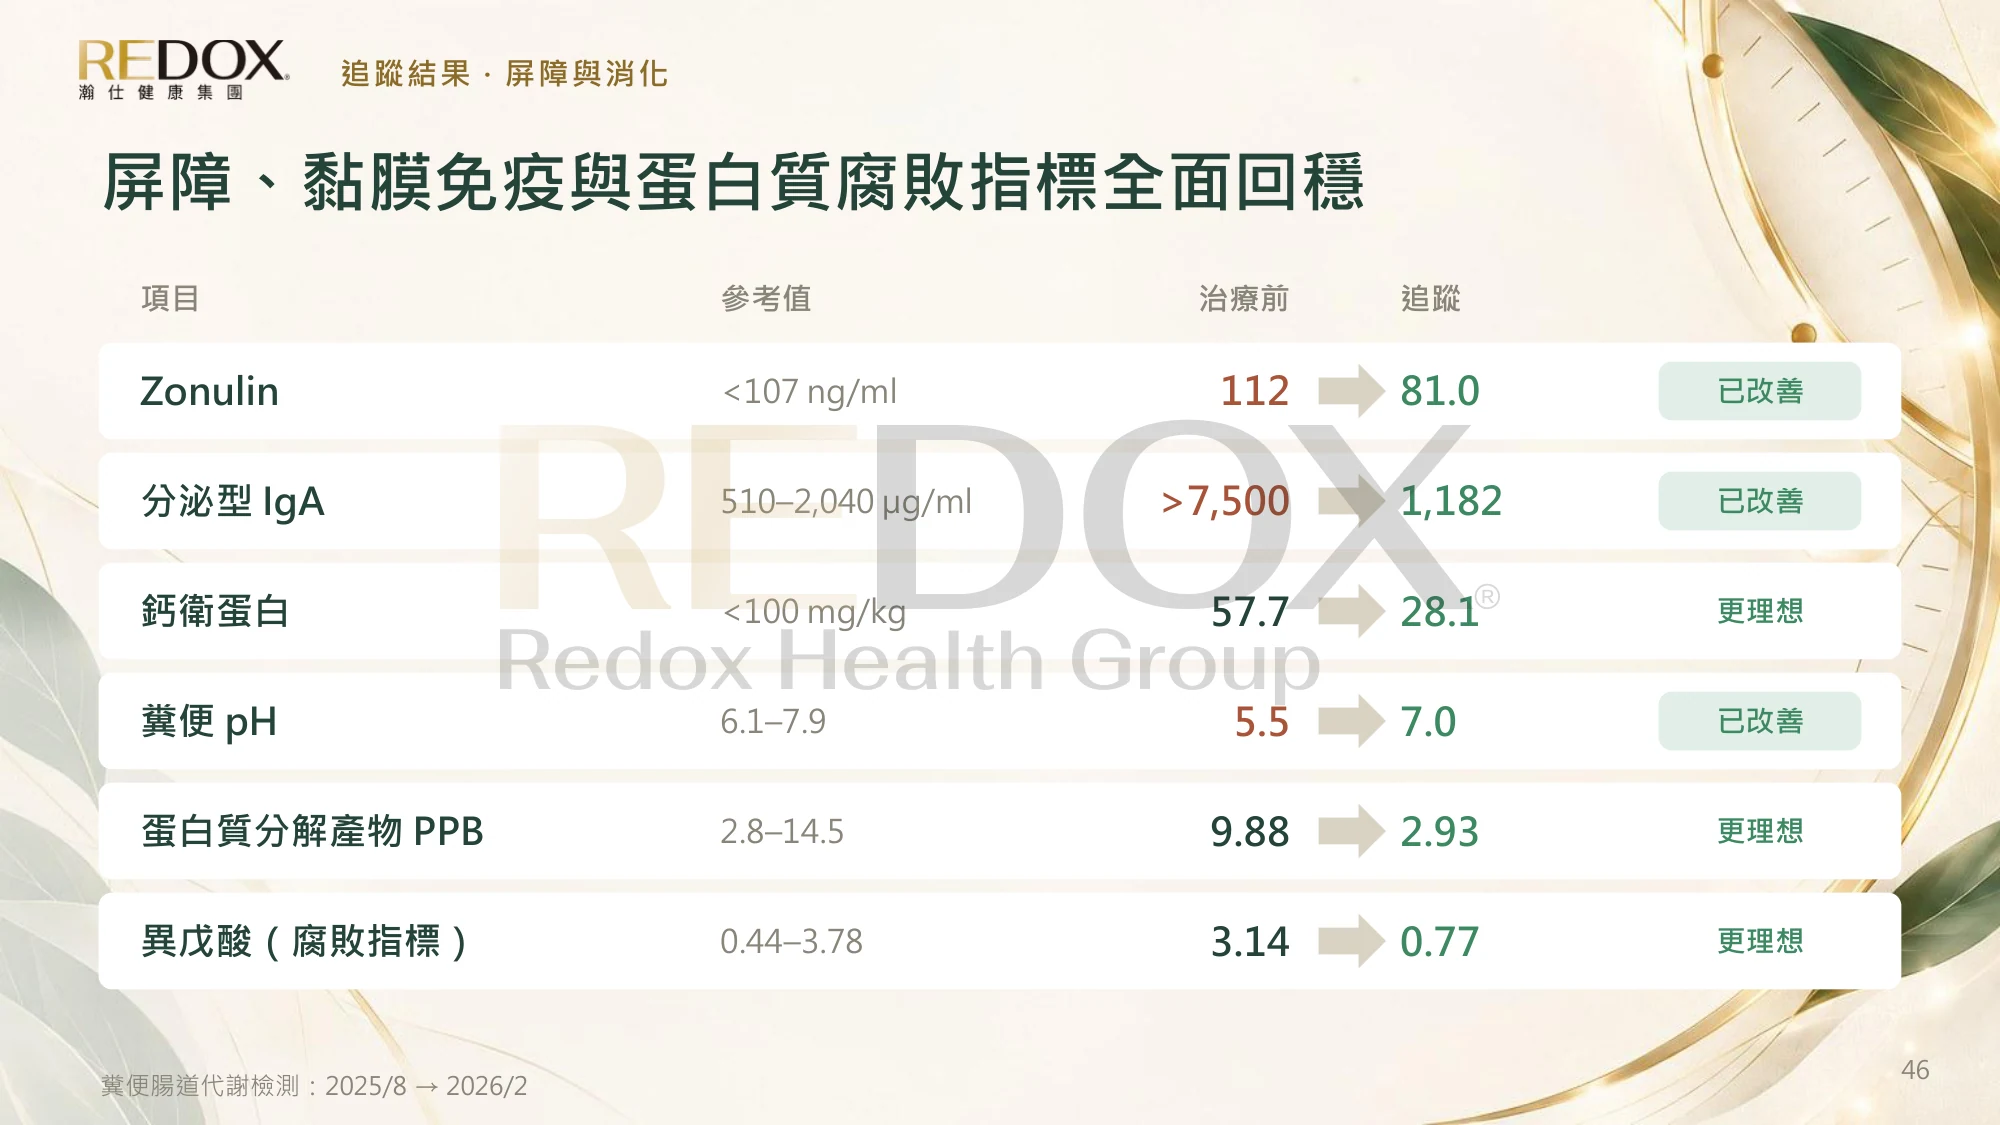 REDOX®
瀚仕健康集團
追蹤結果·屏障與消化
屏障、黏膜免疫與蛋白質腐敗指標全面回穩
項目 參考值 治療前 追蹤
Zonulin <107 ng/ml 112 81.0 已改善
分泌型 IgA 510–2,040 µg/ml >7,500 1,182 已改善
鈣衛蛋白 <100 mg/kg 57.7 28.1 更理想
糞便 pH 6.1–7.9 5.5 7.0 已改善
蛋白質分解產物 PPB 2.8–14.5 9.88 2.93 更理想
異戊酸（腐敗指標） 0.44–3.78 3.14 0.77 更理想
REDOX®
Redox Health Group
糞便腸道代謝檢測：2025/8 → 2026/2
46